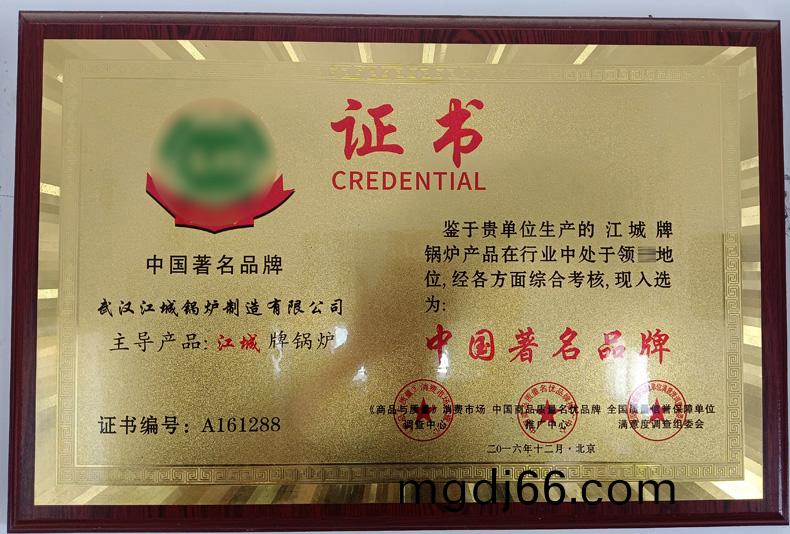 证书
CREDENTIAL
中国著名品牌
武汉江城锅炉制造有限公司
主导产品:江城牌锅炉
证书编号: A161288
鉴于贵单位生产的 江城牌
锅炉产品在行业中处于领 地
位,经各方面综合考核,现入选
为:
中国著名品牌
《商品与质量》消费市场
调查中心
中国商品质量名优品牌
推广中心
全国质量信誉保障单位
满意度调查组委会
二〇一六年十二月·北京
mgdj66.com